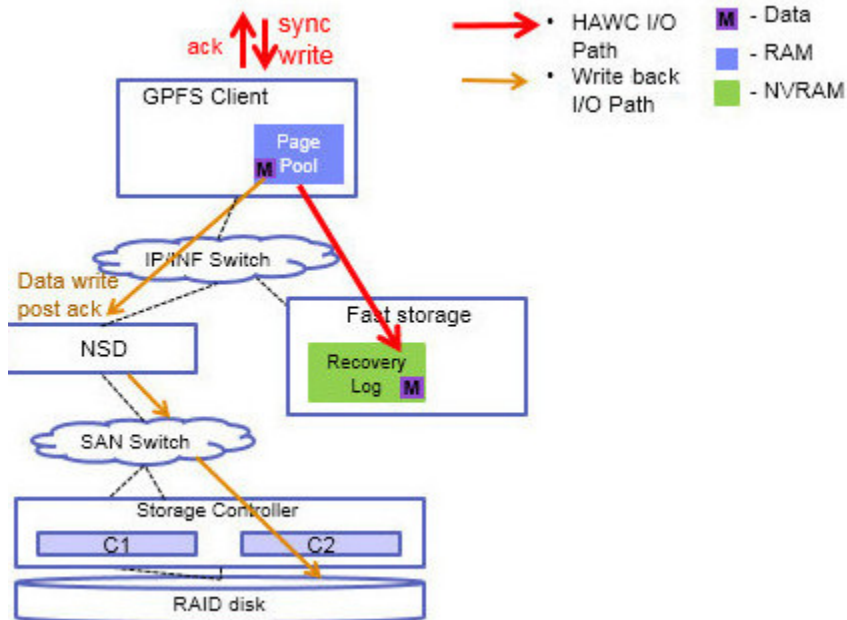 ack
sync
write
• HAWC I/O
Path
• Write back
I/O Path
M - Data
- RAM
- NVRAM
GPFS Client
Page
Pool
M
IP/INF Switch
Data write
post ack
Fast storage
NSD
Recovery
Log M
SAN Switch
Storage Controller
C1
C2
RAID disk